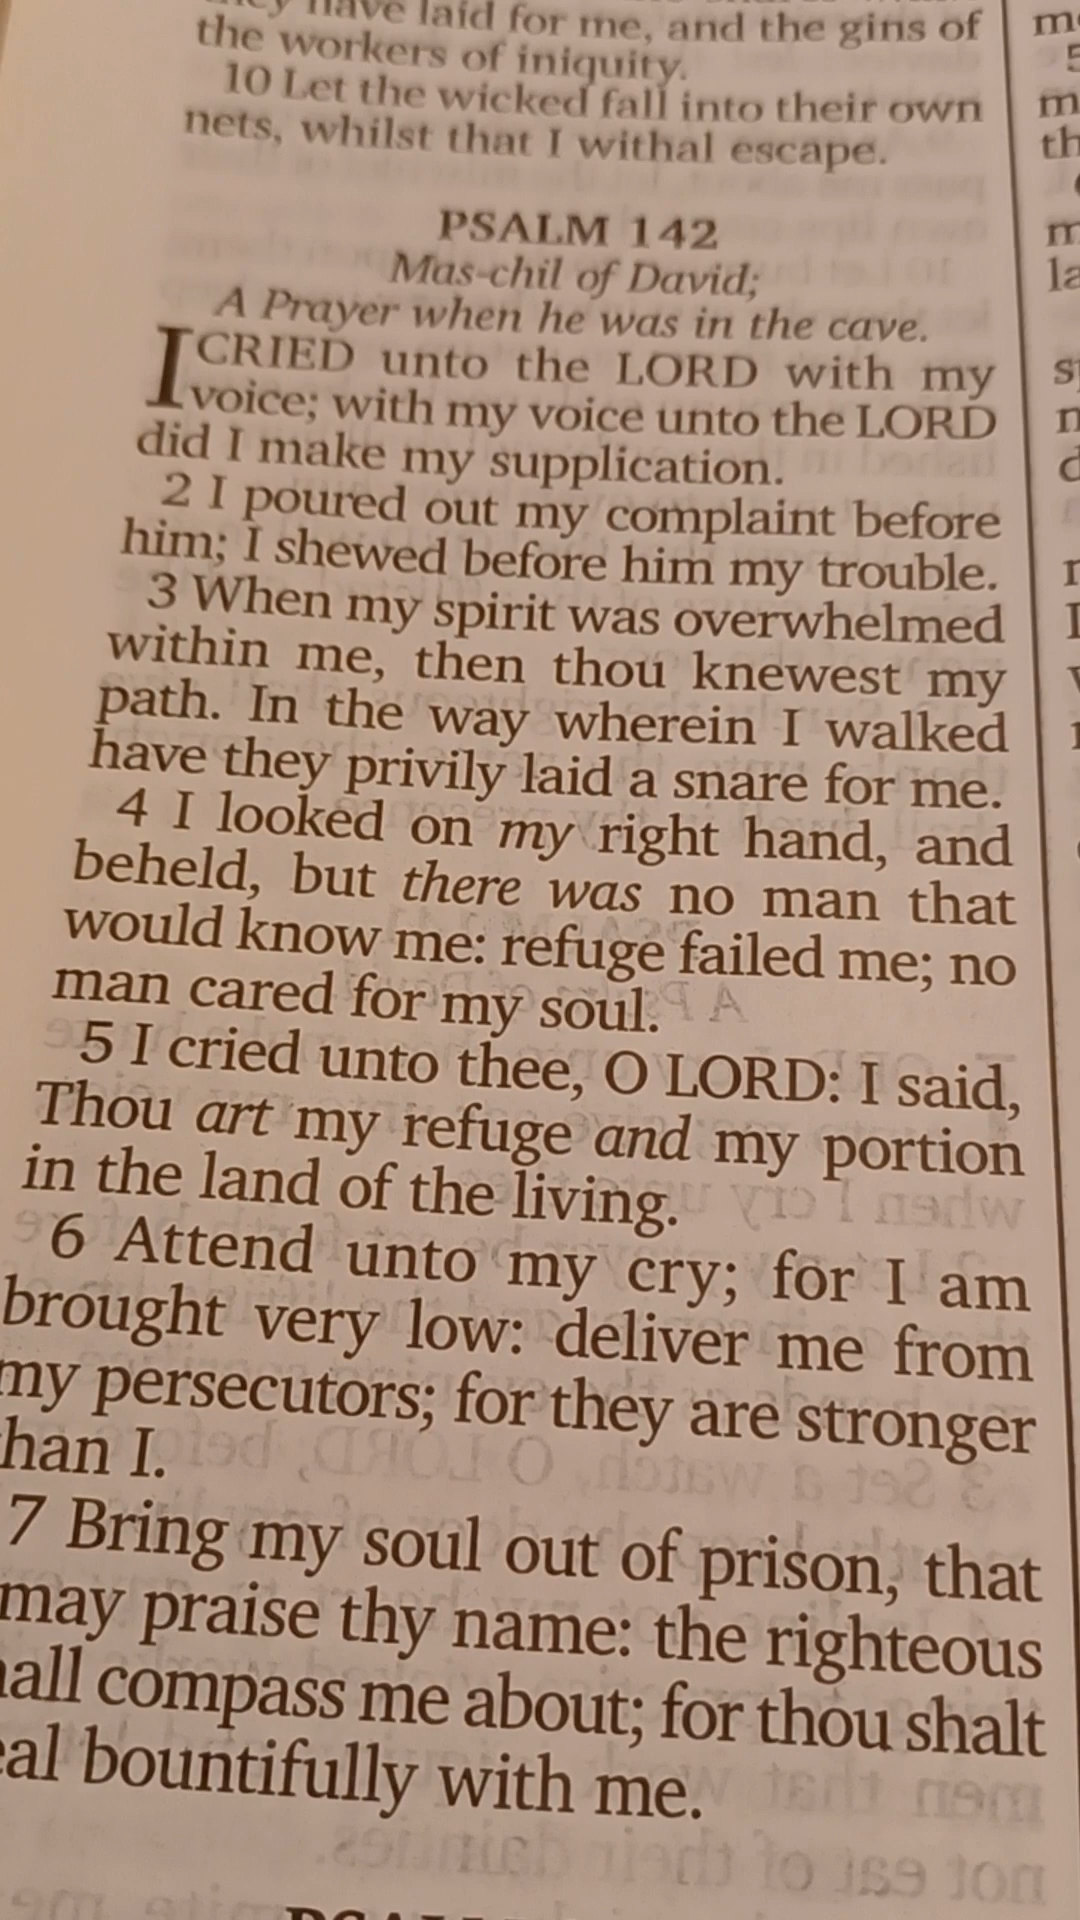 have laid for me, and the gins of
the workers of iniquity.
10 Let the wicked fall into their own
nets, whilst that I withal escape.
PSALM 142
Mas-chil of David;
A Prayer when he was in the cave.
I CRIED unto the LORD with my
voice; with my voice unto the LORD
did I make my supplication.
2 I poured out my complaint before
him; I shewed before him my trouble.
3 When my spirit was overwhelmed
within me, then thou knewest my
path. In the way wherein I walked
have they privily laid a snare for me.
4 I looked on my right hand, and
beheld, but there was no man that
would know me: refuge failed me; no
man cared for my soul.
5 I cried unto thee, O LORD: I said,
Thou art my refuge and my portion
in the land of the living.
6 Attend unto my cry; for I am
brought very low: deliver me from
my persecutors; for they are stronger
han I.
7 Bring my soul out of prison, that
may praise thy name: the righteous
all compass me about; for thou shalt
eal bountifully with me.